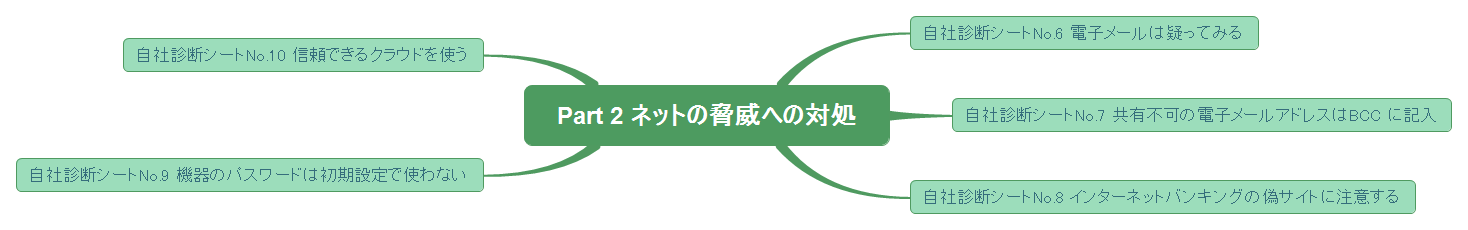 Part 2 ネットの脅威への対処
自社診断シートNo.6 電子メールは疑ってみる
自社診断シートNo.7 共有不可の電子メールアドレスはBCC に記入
自社診断シートNo.8 インターネットバンキングの偽サイトに注意する
自社診断シートNo.9 機器のパスワードは初期設定で使わない
自社診断シートNo.10 信頼できるクラウドを使う